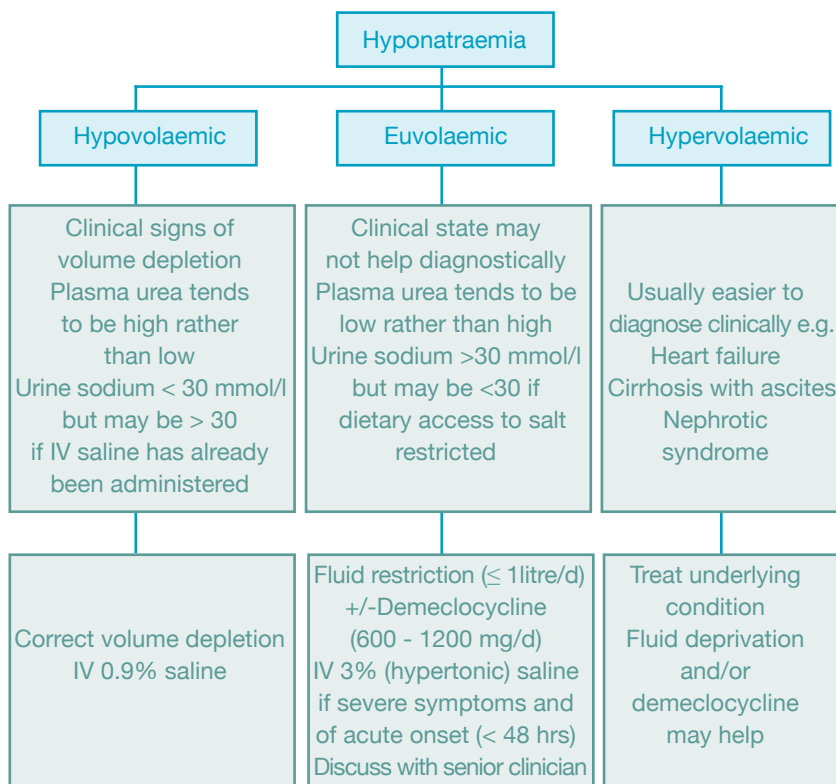 Hyponatraemia
Hypovolaemic
Euvolaemic
Hypervolaemic
Clinical signs of
volume depletion
Plasma urea tends
to be high rather
than low
Urine sodium < 30 mmol/l
but may be > 30
if IV saline has already
been administered
Clinical state may
not help diagnostically
Plasma urea tends to be
low rather than high
Urine sodium >30 mmol/l
but may be <30 if
dietary access to salt
restricted
Usually easier to
diagnose clinically e.g.
Heart failure
Cirrhosis with ascites
Nephrotic
syndrome
Correct volume depletion
IV 0.9% saline
Fluid restriction (≤ 1litre/d)
+/-Demeclocycline
(600 - 1200 mg/d)
IV 3% (hypertonic) saline
if severe symptoms and
of acute onset (< 48 hrs)
Discuss with senior clinician
Treat underlying
condition
Fluid deprivation
and/or
demeclocycline
may help